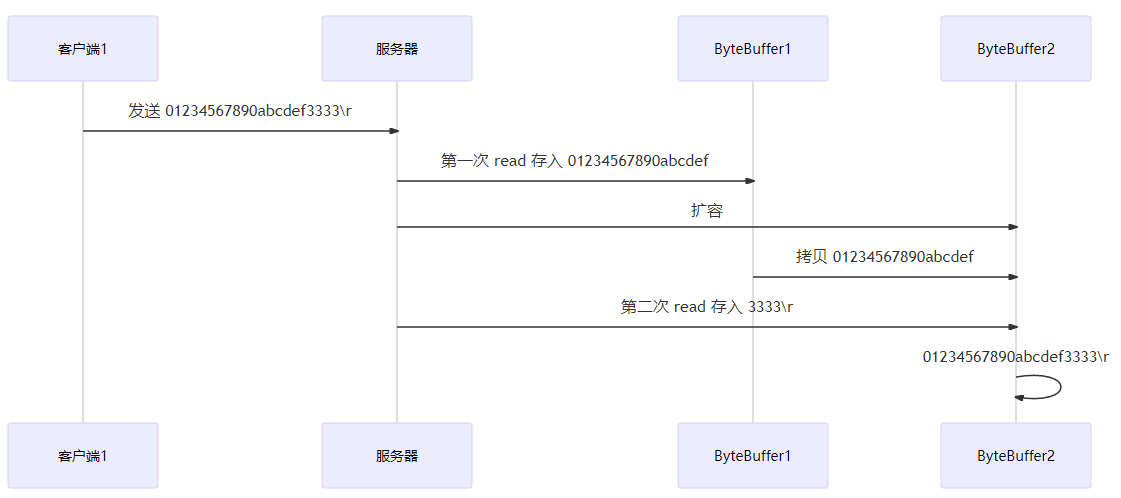 客户端1
服务器
ByteBuffer1
ByteBuffer2
发送 01234567890abcdef3333\r
第一次 read 存入 01234567890abcdef
扩容
拷贝 01234567890abcdef
第二次 read 存入 3333\r
01234567890abcdef3333\r
客户端1
服务器
ByteBuffer1
ByteBuffer2